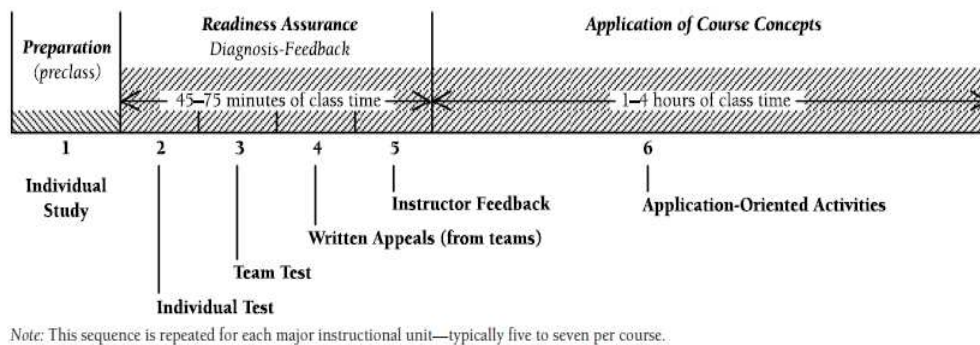 Preparation
(preclass)
Readiness Assurance
Diagnosis-Feedback
Application of Course Concepts
45–75 minutes of class time
1–4 hours of class time
1
2
3
4
5
6
Individual
Study
Instructor Feedback
Application-Oriented Activities
Written Appeals (from teams)
Team Test
Individual Test
Note: This sequence is repeated for each major instructional unit—typically five to seven per course.